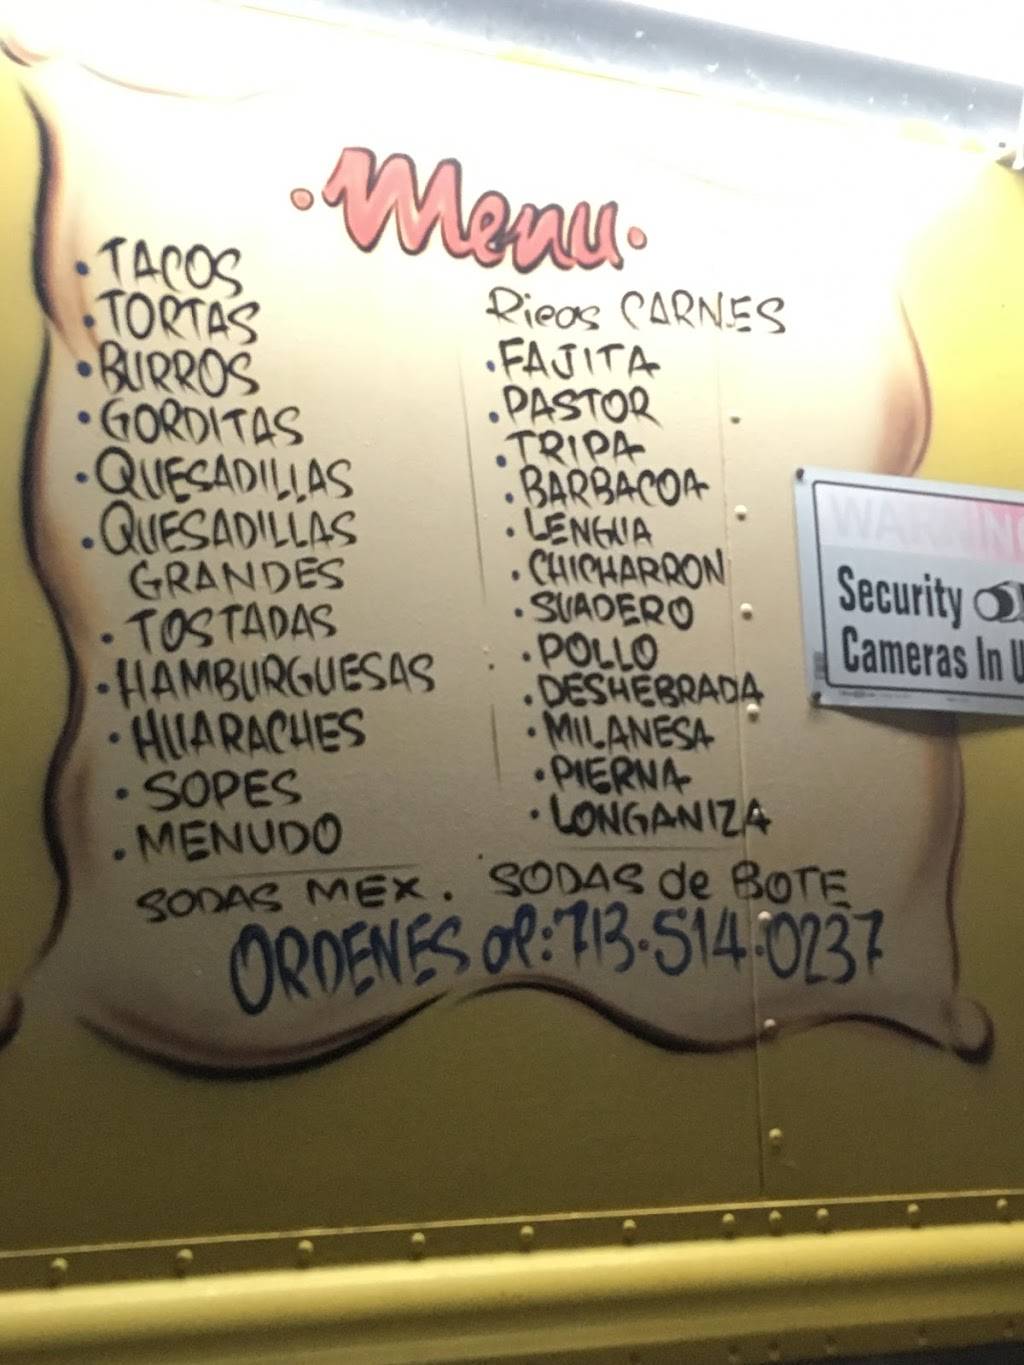 • Menu •
• TACOS
• TORTAS
• BURROS
• GORDITAS
• QUESADILLAS
• QUESADILLAS
GRANDES
• TOSTADAS
• HAMBURGUESAS
• HUARACHES
• SOPES
• MENUDO
Ricas CARNES
• FAJITA
• PASTOR
• TRIPA
• BARBACOA
• LENGUA
• CHICHARRON
• SUADERO
• POLLO
• DESHEBRADA
• MILANESA
• PIERNA
• LONGANIZA
SODAS MEX. SODAS de BOTE
ORDENES al: 713.514.0237
WARNING
Security
Cameras In U